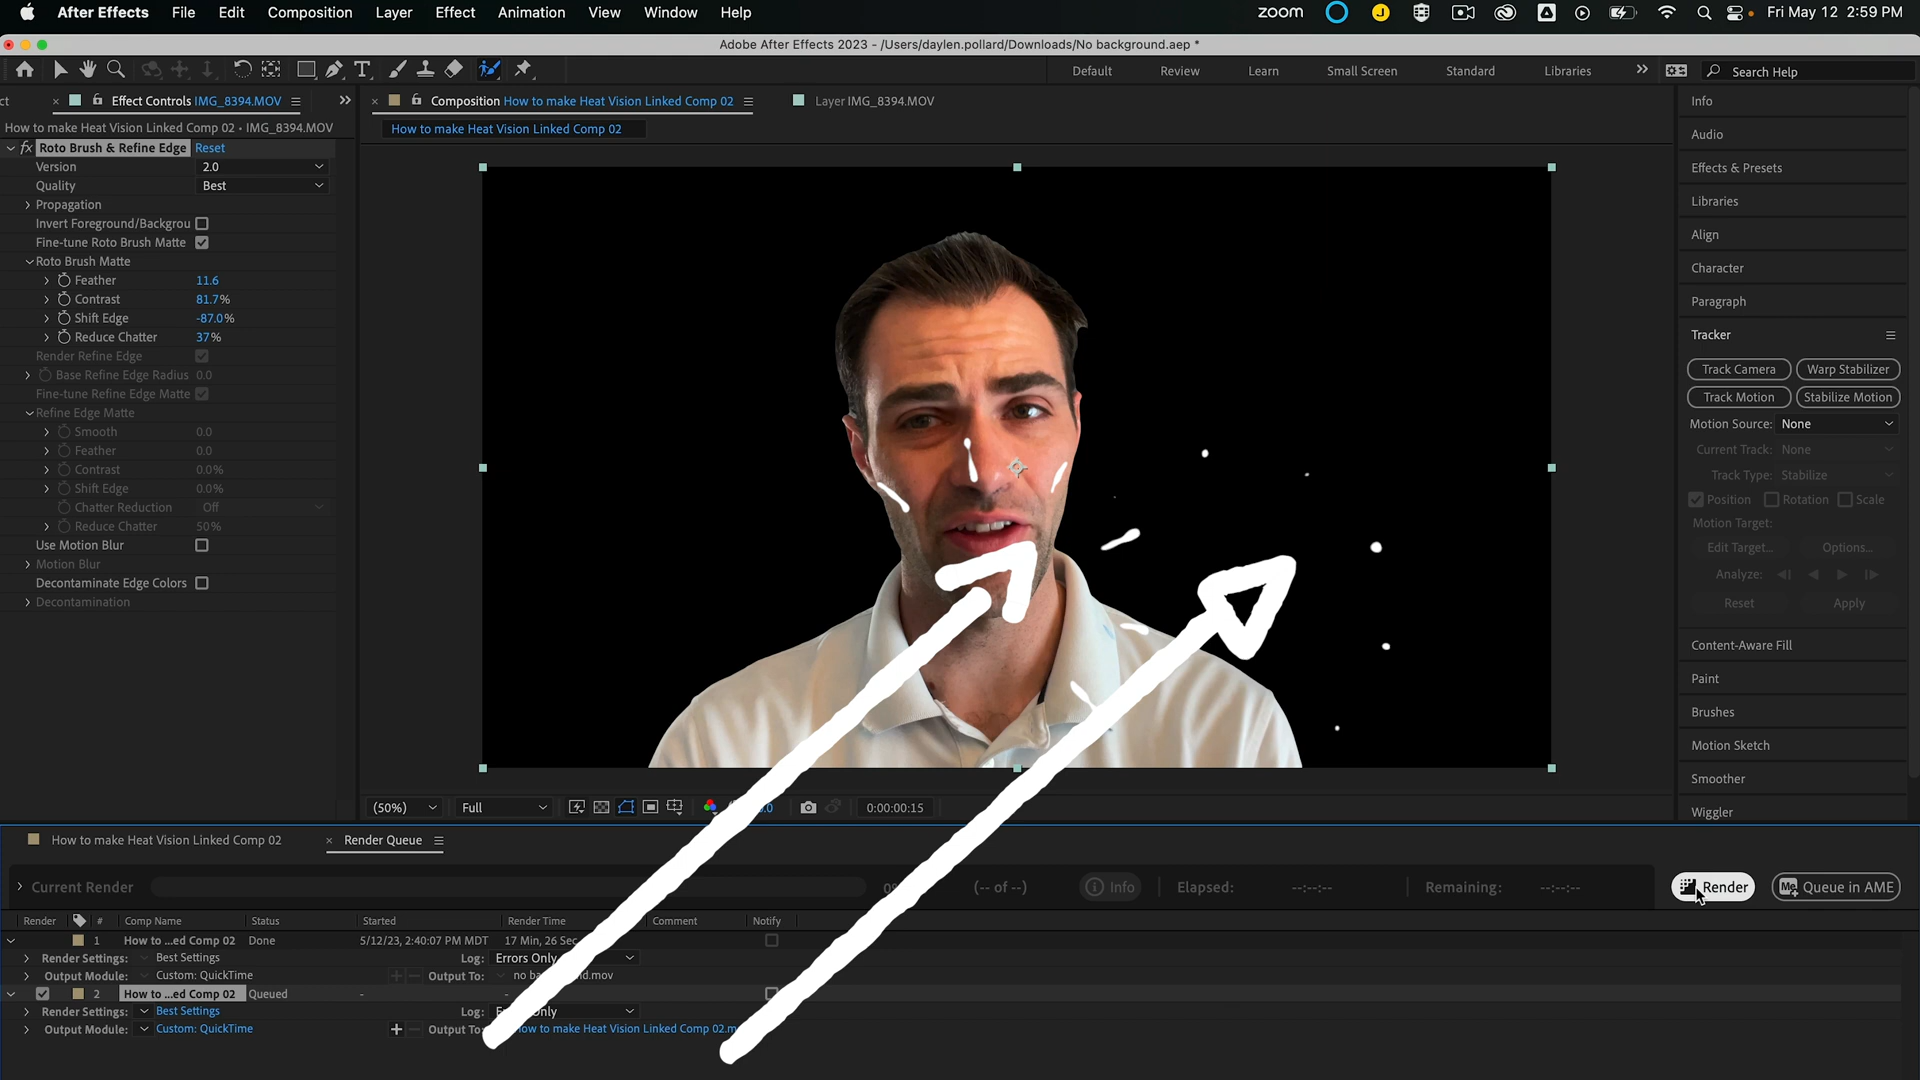 After Effects File Edit Composition Layer Effect Animation View Window Help zoom Fri May 12 2:59 PM
Adobe After Effects 2023 - /Users/daylen.pollard/Downloads/No background.aep *
Default Review Learn Small Screen Standard Libraries Search Help
Effect Controls IMG_8394.MOV
How to make Heat Vision Linked Comp 02 • IMG_8394.MOV
fx Roto Brush & Refine Edge Reset
Version 2.0
Quality Best
Propagation
Invert Foreground/Backgrou
Fine-tune Roto Brush Matte
Roto Brush Matte
Feather 11.6
Contrast 81.7%
Shift Edge -87.0%
Reduce Chatter 37%
Render Refine Edge
Base Refine Edge Radius 0.0
Fine-tune Refine Edge Matte
Refine Edge Matte
Smooth 0.0
Feather 0.0
Contrast 0.0%
Shift Edge 0.0%
Chatter Reduction Off
Reduce Chatter 50%
Use Motion Blur
Motion Blur
Decontaminate Edge Colors
Decontamination
Composition How to make Heat Vision Linked Comp 02
Layer IMG_8394.MOV
How to make Heat Vision Linked Comp 02
(50%) Full 0:00:00:15
Info
Audio
Effects & Presets
Libraries
Align
Character
Paragraph
Tracker
Track Camera Warp Stabilizer
Track Motion Stabilize Motion
Motion Source: None
Current Track: None
Track Type: Stabilize
Position Rotation Scale
Motion Target:
Edit Target... Options...
Analyze:
Reset Apply
Content-Aware Fill
Paint
Brushes
Motion Sketch
Smoother
Wiggler
How to make Heat Vision Linked Comp 02 Render Queue
Current Render (-- of --) Info Elapsed: --:--:-- Remaining: --:--:-- Render Me Queue in AME
Render # Comp Name Status Started Render Time Comment Notify
1 How to ...ed Comp 02 Done 5/12/23, 2:40:07 PM MDT 17 Min, 26 Sec
Render Settings: Best Settings Log: Errors Only
Output Module: Custom: QuickTime Output To:
2 How to ...ed Comp 02 Queued - -
Render Settings: Best Settings Log:
Output Module: Custom: QuickTime Output To: to make Heat Vision Linked Comp